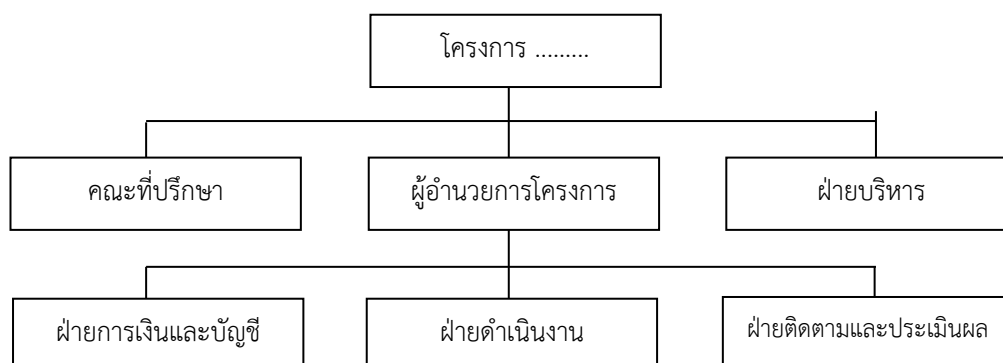 โครงการ .........
คณะที่ปรึกษา
ผู้อำนวยการโครงการ
ฝ่ายบริหาร
ฝ่ายการเงินและบัญชี
ฝ่ายดำเนินงาน
ฝ่ายติดตามและประเมินผล